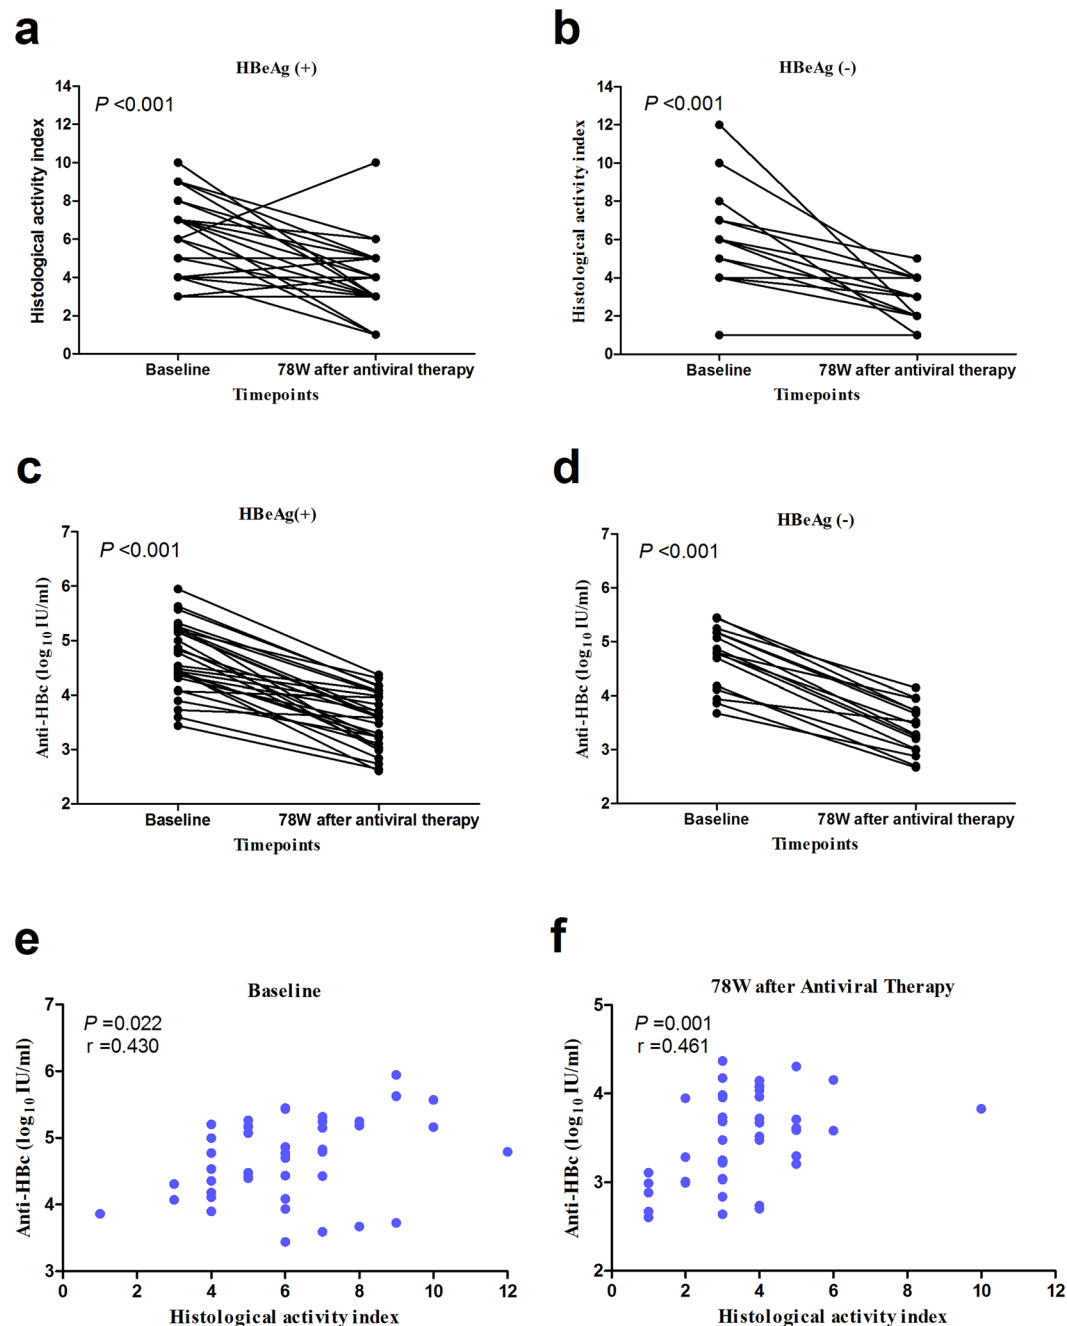 a
HBeAg (+)
P <0.001
Histological activity index
14
12
10
8
6
4
2
0
Baseline
78W after antiviral therapy
Timepoints
b
HBeAg (-)
P <0.001
Histological activity index
14
12
10
8
6
4
2
0
Baseline
78W after antiviral therapy
Timepoints
c
HBeAg(+)
P <0.001
Anti-HBc (log10 IU/ml)
7
6
5
4
3
2
Baseline
78W after antiviral therapy
Timepoints
d
HBeAg (-)
P <0.001
Anti-HBc (log10 IU/ml)
7
6
5
4
3
2
Baseline
78W after antiviral therapy
Timepoints
e
Baseline
P =0.022
r =0.430
Anti-HBc (log10 IU/ml)
7
6
5
4
3
0 2 4 6 8 10 12
Histological activity index
f
78W after Antiviral Therapy
P =0.001
r =0.461
Anti-HBc (log10 IU/ml)
5
4
3
2
0 2 4 6 8 10 12
Histological activity index